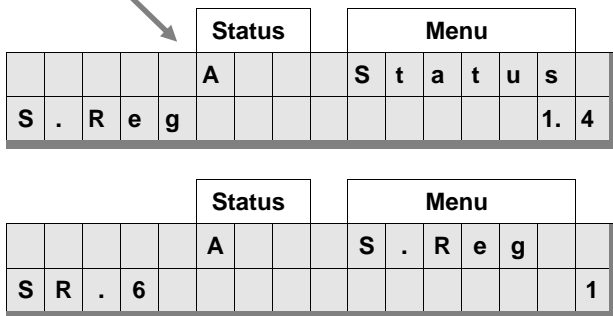 Status Menu
A Status
S.Reg 1.4
Status Menu
A S.Reg
SR.6 1